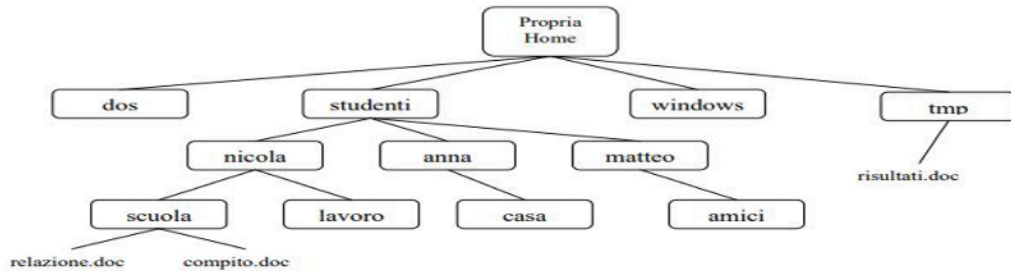 Propria
Home
dos
studenti
windows
tmp
nicola
anna
matteo
risultati.doc
scuola
lavoro
casa
amici
relazione.doc
compito.doc